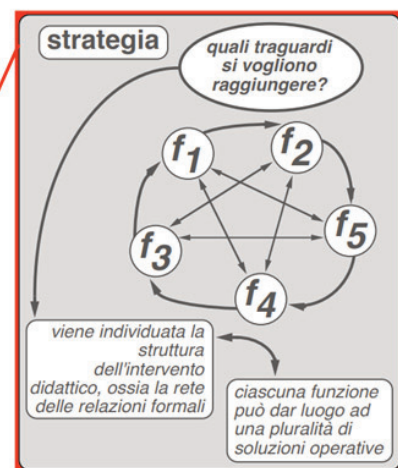 strategia
quali traguardi
si vogliono
raggiungere?
f1
f2
f3
f5
f4
viene individuata la
struttura
dell'intervento
didattico, ossia la rete
delle relazioni formali
ciascuna funzione
può dar luogo ad
una pluralità di
soluzioni operative